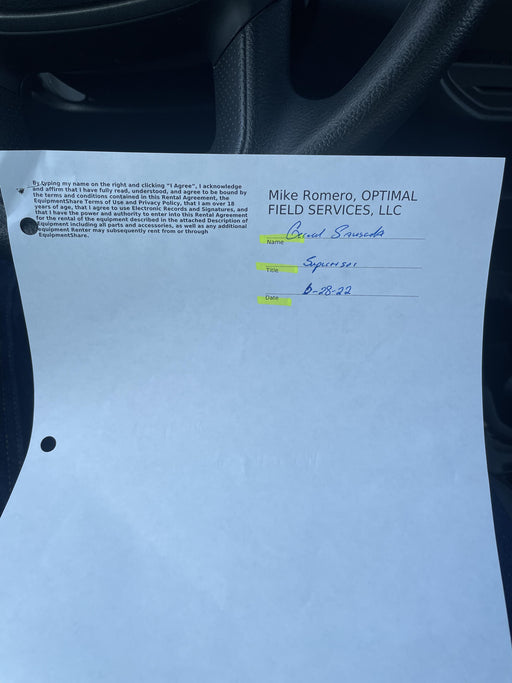 By typing my name on the right and clicking "I Agree", I acknowledge
and affirm that I have fully read, understood, and agree to be bound by
the terms and conditions contained in this Rental Agreement, the
EquipmentShare Terms of Use and Privacy Policy, that I am over 18
years of age, that I agree to use Electronic Records and Signatures, and
that I have the power and authority to enter into this Rental Agreement
for the rental of the equipment described in the attached Description of
Equipment including all parts and accessories, as well as any additional
Equipment Renter may subsequently rent from or through
EquipmentShare.
Mike Romero, OPTIMAL
FIELD SERVICES, LLC
Name
Supervisor
Title
6-28-22
Date